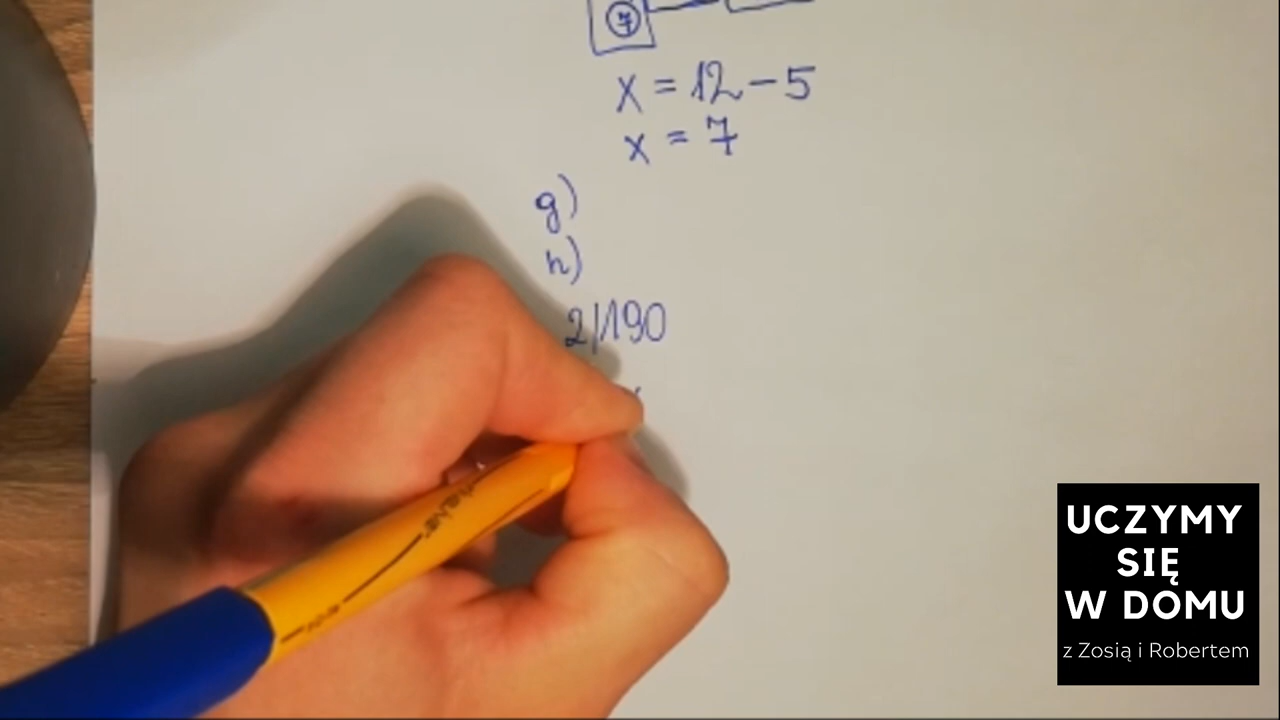 7
x = 12 - 5
x = 7
g)
h)
2/190
UCZYMY
SIĘ
W DOMU
z Zosią i Robertem